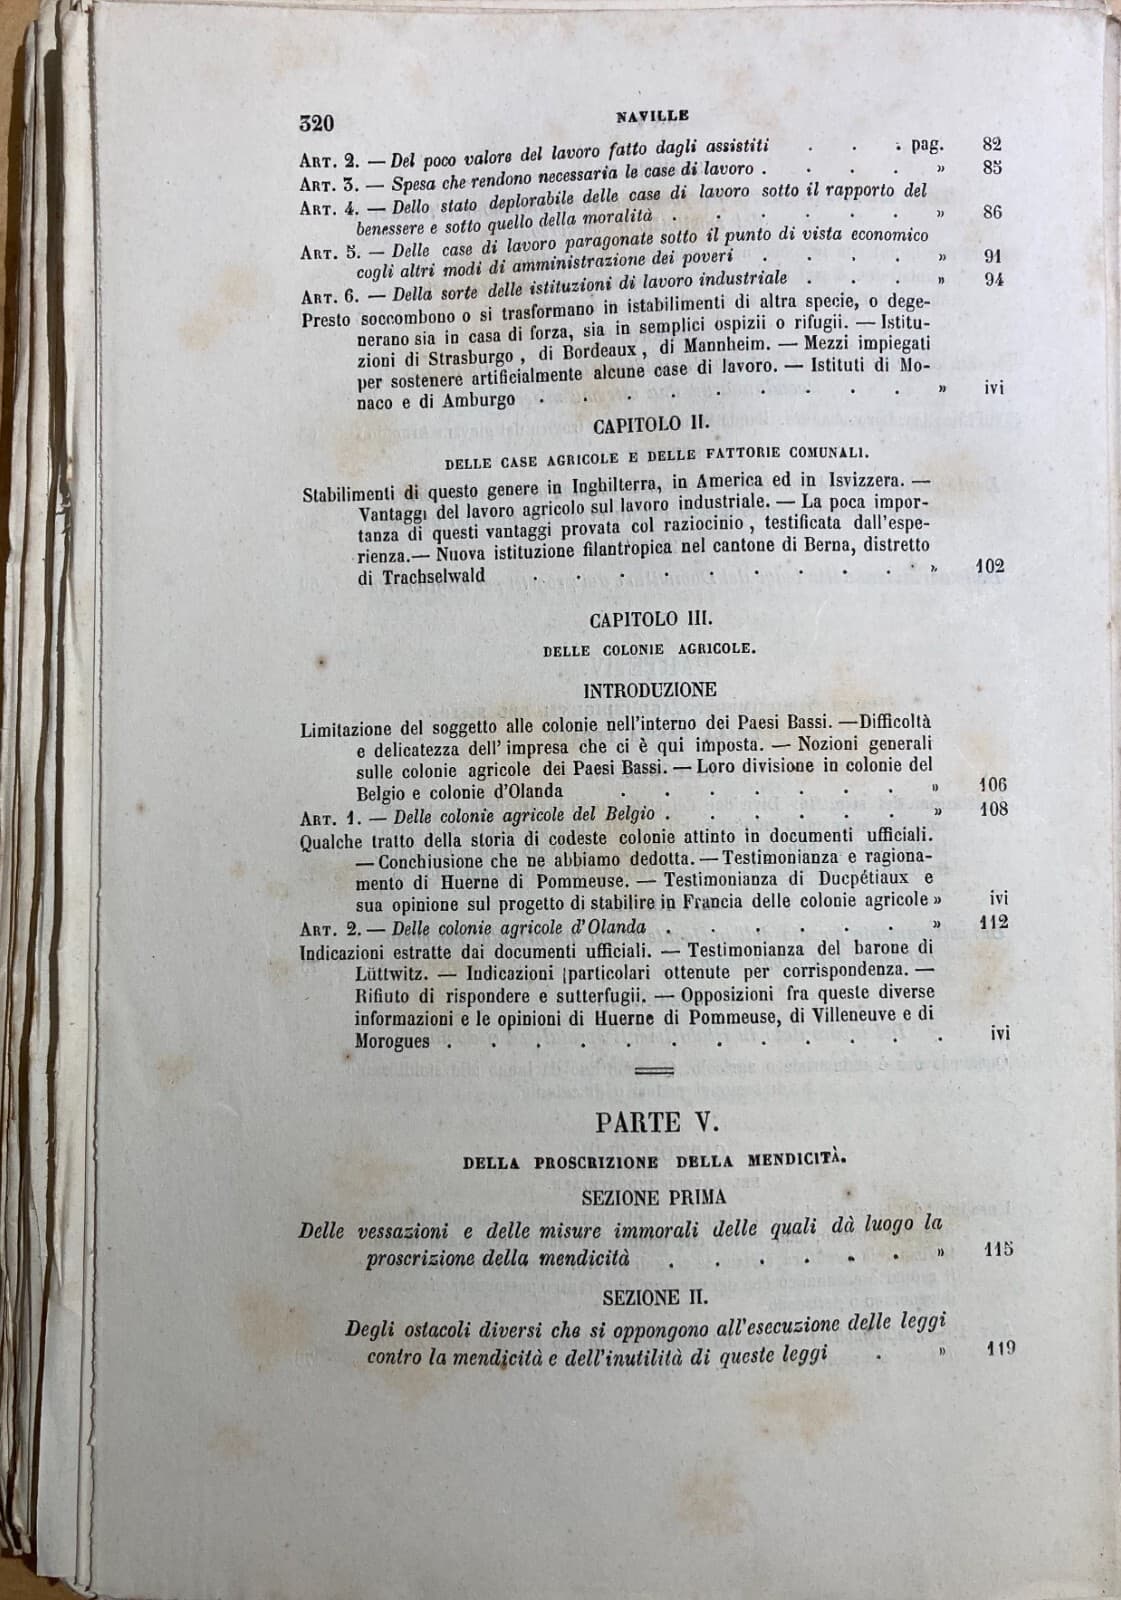 320 NAVILLE
ART. 2. — Del poco valore del lavoro fatto dagli assistiti . . . pag. 82
ART. 3. — Spesa che rendono necessaria le case di lavoro . . . . » 85
ART. 4. — Dello stato deplorabile delle case di lavoro sotto il rapporto del
benessere e sotto quello della moralità . . . . . . » 86
ART. 5. — Delle case di lavoro paragonate sotto il punto di vista economico
cogli altri modi di amministrazione dei poveri . . . . » 91
ART. 6. — Della sorte delle istituzioni di lavoro industriale . . . » 94
Presto soccombono o si trasformano in istabilimenti di altra specie, o dege-
nerano sia in casa di forza, sia in semplici ospizii o rifugii. — Istitu-
zioni di Strasburgo, di Bordeaux, di Mannheim. — Mezzi impiegati
per sostenere artificialmente alcune case di lavoro. — Istituti di Mo-
naco e di Amburgo . . . . . . . . . » ivi
CAPITOLO II.
DELLE CASE AGRICOLE E DELLE FATTORIE COMUNALI.
Stabilimenti di questo genere in Inghilterra, in America ed in Isvizzera. —
Vantaggi del lavoro agricolo sul lavoro industriale. — La poca impor-
tanza di questi vantaggi provata col raziocinio, testificata dall'espe-
rienza.— Nuova istituzione filantropica nel cantone di Berna, distretto
di Trachselwald . . . . . . . . . » 102
CAPITOLO III.
DELLE COLONIE AGRICOLE.
INTRODUZIONE
Limitazione del soggetto alle colonie nell'interno dei Paesi Bassi. —Difficoltà
e delicatezza dell' impresa che ci è qui imposta. — Nozioni generali
sulle colonie agricole dei Paesi Bassi. — Loro divisione in colonie del
Belgio e colonie d'Olanda . . . . . . . » 106
ART. 1. — Delle colonie agricole del Belgio . . . . . . » 108
Qualche tratto della storia di codeste colonie attinto in documenti ufficiali.
— Conchiusione che ne abbiamo dedotta. — Testimonianza e ragiona-
mento di Huerne di Pommeuse. — Testimonianza di Ducpétiaux e
sua opinione sul progetto di stabilire in Francia delle colonie agricole » ivi
ART. 2. — Delle colonie agricole d'Olanda . . . . . . » 112
Indicazioni estratte dai documenti ufficiali. — Testimonianza del barone di
Lüttwitz. — Indicazioni particolari ottenute per corrispondenza. —
Rifiuto di rispondere e sutterfugii. — Opposizioni fra queste diverse
informazioni e le opinioni di Huerne di Pommeuse, di Villeneuve e di
Morogues . . . . . . . . . . . . ivi
PARTE V.
DELLA PROSCRIZIONE DELLA MENDICITÀ.
SEZIONE PRIMA
Delle vessazioni e delle misure immorali delle quali dà luogo la
proscrizione della mendicità . . . . . . » 115
SEZIONE II.
Degli ostacoli diversi che si oppongono all'esecuzione delle leggi
contro la mendicità e dell'inutilità di queste leggi . » 119